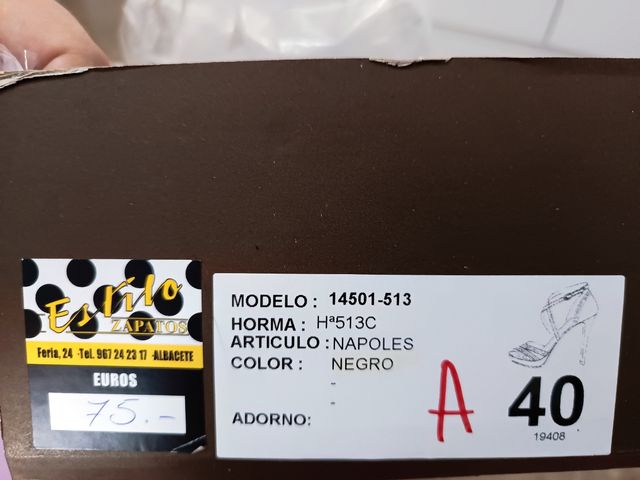 Estilo
ZAPATOS
Feria, 24 -Tel. 967 24 23 17 -ALBACETE
EUROS
75.-
MODELO : 14501-513
HORMA : Hª513C
ARTICULO : NAPOLES
COLOR : NEGRO
-
-
ADORNO:
A
40
19408